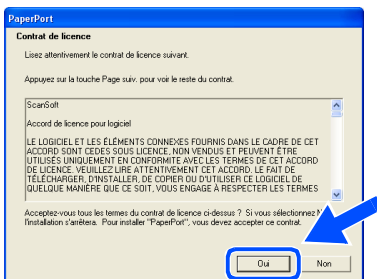 PaperPort
Contrat de licence
Lisez attentivement le contrat de licence suivant.
Appuyez sur la touche Page suiv. pour voir le reste du contrat.
ScanSoft
Accord de licence pour logiciel
LE LOGICIEL ET LES ÉLÉMENTS CONNEXES FOURNIS DANS LE CADRE DE CET
ACCORD SONT CEDES SOUS LICENCE, NON VENDUS ET PEUVENT ÊTRE
UTILISÉS UNIQUEMENT EN CONFORMITE AVEC LES TERMES DE CET ACCORD
DE LICENCE. VEUILLEZ LIRE ATTENTIVEMENT CET ACCORD. LE FAIT DE
TÉLÉCHARGER, D'INSTALLER, DE COPIER OU D'UTILISER CE LOGICIEL DE
QUELQUE MANIÈRE QUE CE SOIT, VOUS ENGAGE À RESPECTER LES TERMES
Acceptez-vous tous les termes du contrat de licence ci-dessus ? Si vous sélectionnez
l'installation s'arrêtera. Pour installer "PaperPort", vous devez accepter ce contrat.
Oui Non